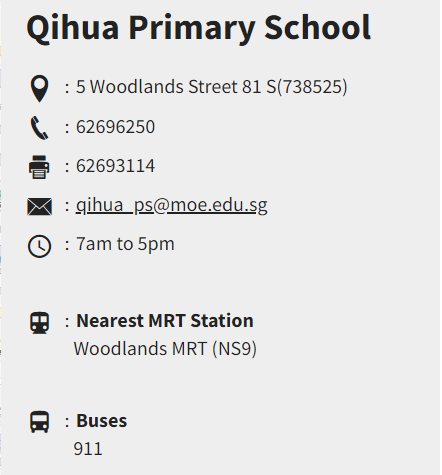 Qihua Primary School
: 5 Woodlands Street 81 S(738525)
: 62696250
: 62693114
: qihua_ps@moe.edu.sg
: 7am to 5pm
: Nearest MRT Station
Woodlands MRT (NS9)
: Buses
911